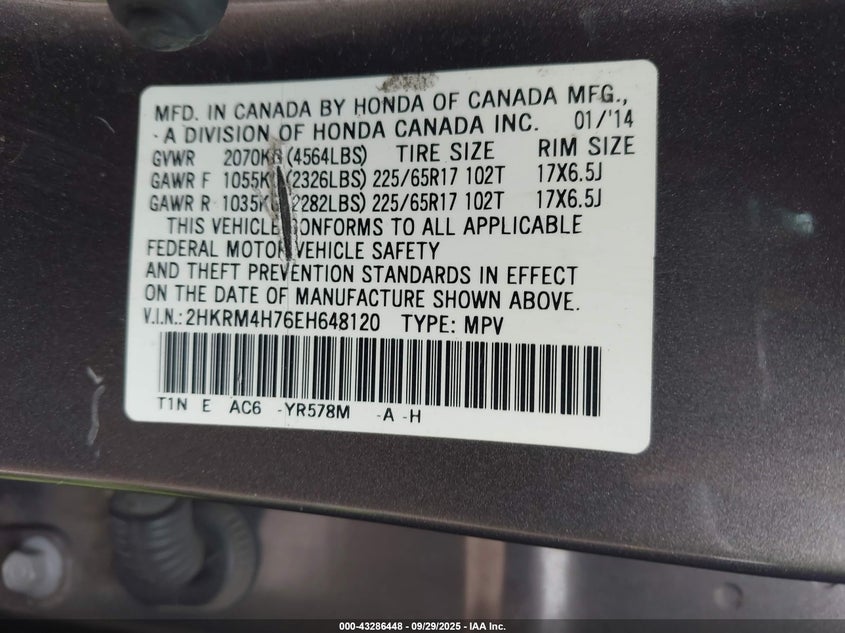 MFD. IN CANADA BY HONDA OF CANADA MFG.,
A DIVISION OF HONDA CANADA INC. 01/'14
GVWR 2070KG (4564LBS) TIRE SIZE RIM SIZE
GAWR F 1055KG (2326LBS) 225/65R17 102T 17X6.5J
GAWR R 1035KG (2282LBS) 225/65R17 102T 17X6.5J
THIS VEHICLE CONFORMS TO ALL APPLICABLE
FEDERAL MOTOR VEHICLE SAFETY
AND THEFT PREVENTION STANDARDS IN EFFECT
ON THE DATE OF MANUFACTURE SHOWN ABOVE.
V.I.N.: 2HKRM4H76EH648120 TYPE: MPV
T1N E AC6 -YR578M -A -H
000-43286448 - 09/29/2025 - IAA Inc.